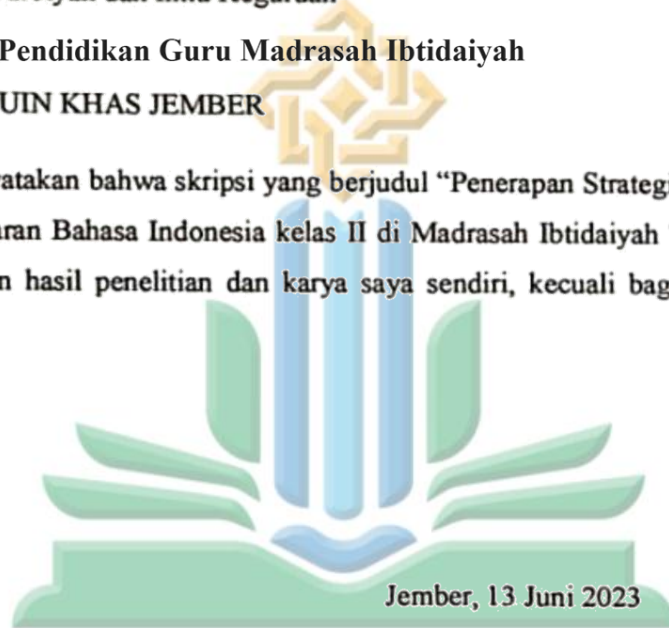 Pendidikan Guru Madrasah Ibtidaiyah
UIN KHAS JEMBER
atakan bahwa skripsi yang berjudul “Penerapan Strategi
aran Bahasa Indonesia kelas II di Madrasah Ibtidaiyah
n hasil penelitian dan karya saya sendiri, kecuali bag
Jember, 13 Juni 2023